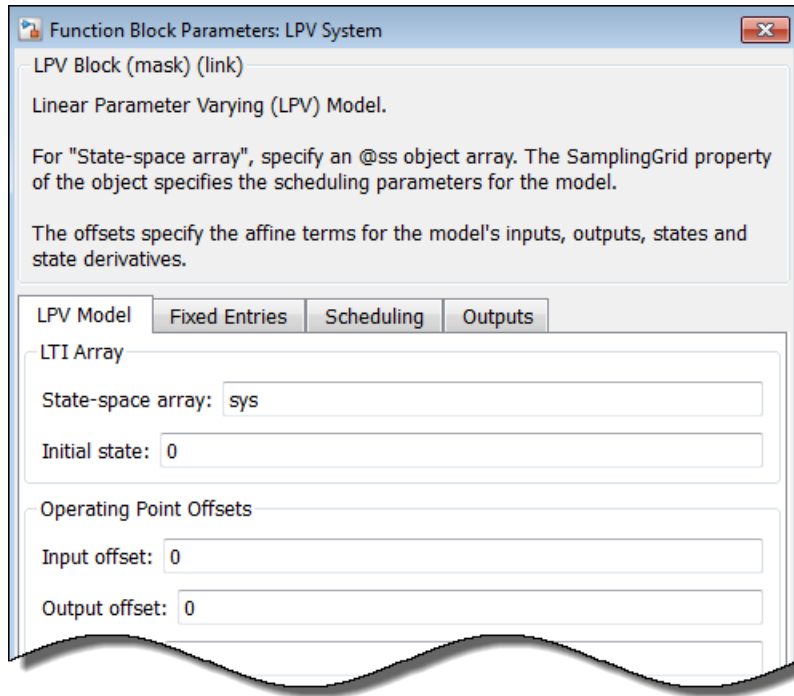 Function Block Parameters: LPV System
LPV Block (mask) (link)
Linear Parameter Varying (LPV) Model.
For "State-space array", specify an @ss object array. The SamplingGrid property
of the object specifies the scheduling parameters for the model.
The offsets specify the affine terms for the model's inputs, outputs, states and
state derivatives.
LPV Model Fixed Entries Scheduling Outputs
LTI Array
State-space array: sys
Initial state: 0
Operating Point Offsets
Input offset: 0
Output offset: 0